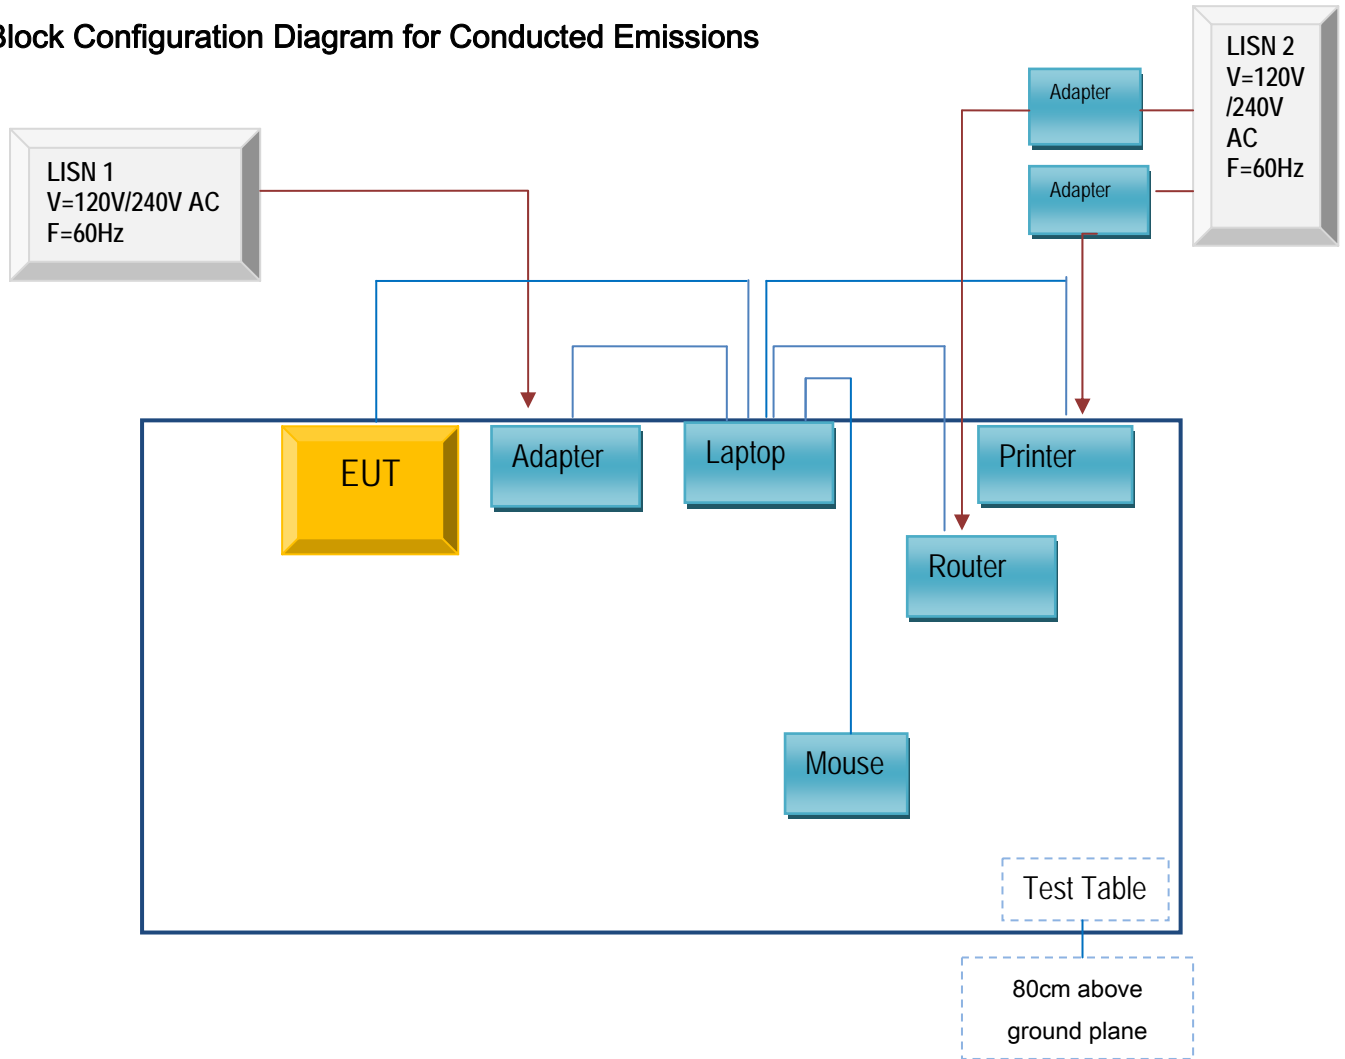 Block Configuration Diagram for Conducted Emissions
LISN 1
V=120V/240V AC
F=60Hz
Adapter
Adapter
LISN 2
V=120V
/240V
AC
F=60Hz
EUT
Adapter
Laptop
Printer
Router
Mouse
Test Table
80cm above
ground plane